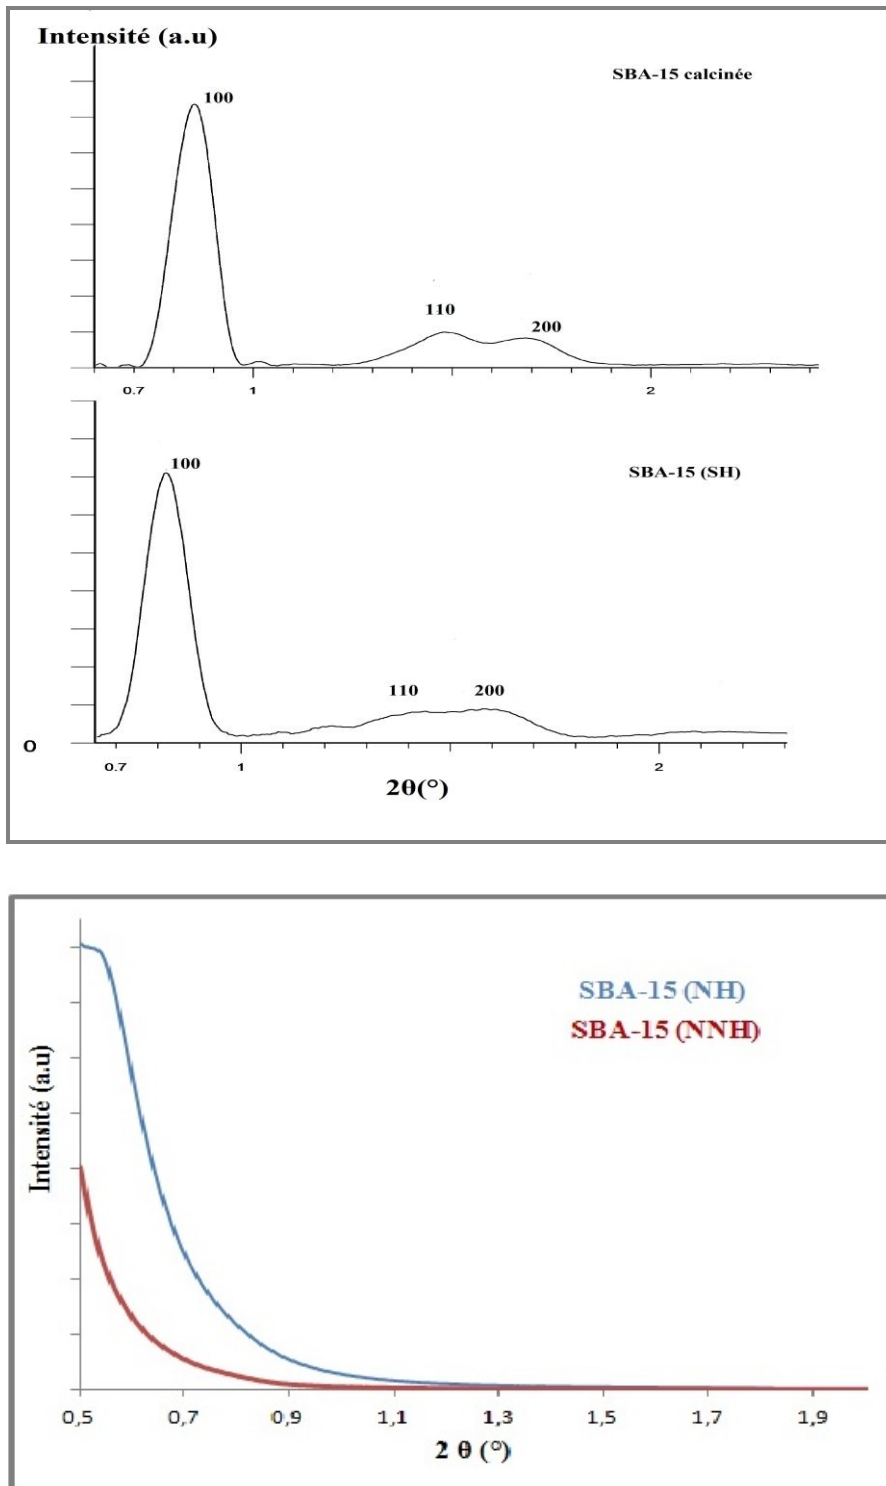 Intensité (a.u)
SBA-15 calcinée
100
110
200
0.7
1
2
100
SBA-15 (SH)
110
200
O
0.7
1
2
2θ(°)
SBA-15 (NH)
SBA-15 (NNH)
Intensité (a.u)
0,5
0,7
0,9
1,1
1,3
1,5
1,7
1,9
2 θ (°)